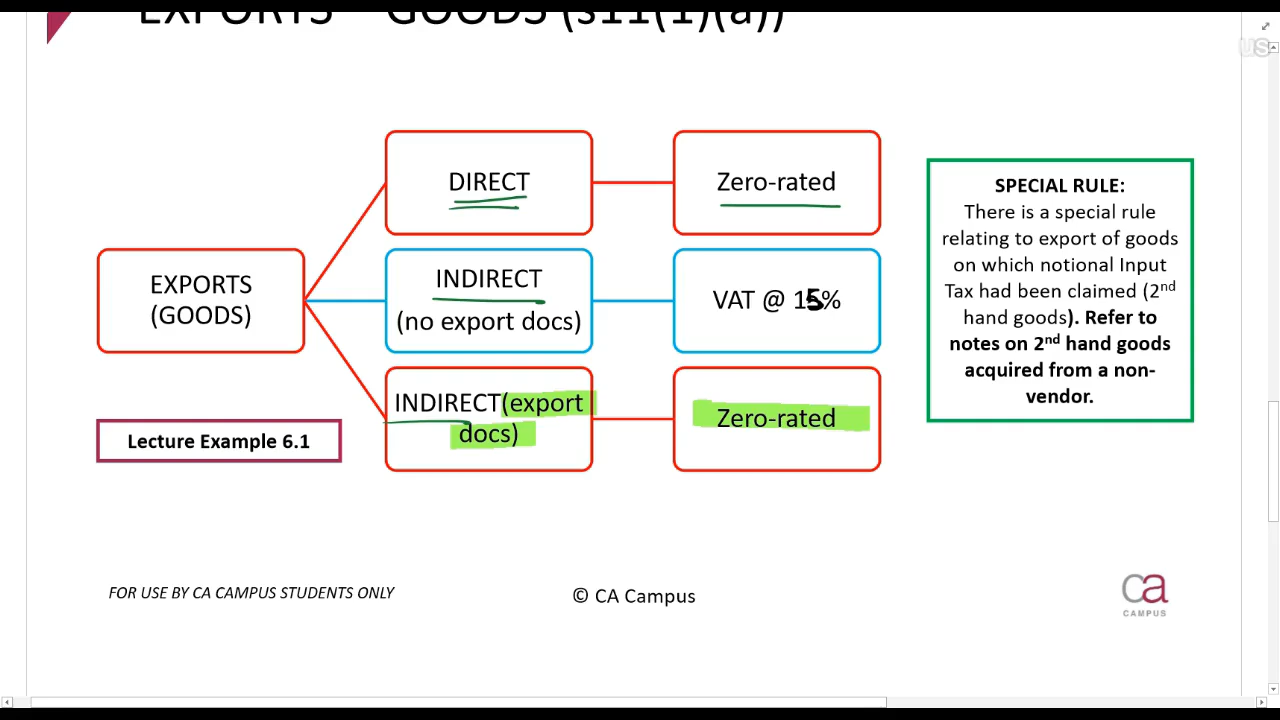 EXPORTS – GOODS (s11(1)(a))
US
DIRECT
Zero-rated
EXPORTS
(GOODS)
INDIRECT
(no export docs)
VAT @ 15%
INDIRECT(export
docs)
Zero-rated
Lecture Example 6.1
SPECIAL RULE:
There is a special rule
relating to export of goods
on which notional Input
Tax had been claimed (2nd
hand goods). Refer to
notes on 2nd hand goods
acquired from a non-
vendor.
FOR USE BY CA CAMPUS STUDENTS ONLY
© CA Campus
ca
CAMPUS